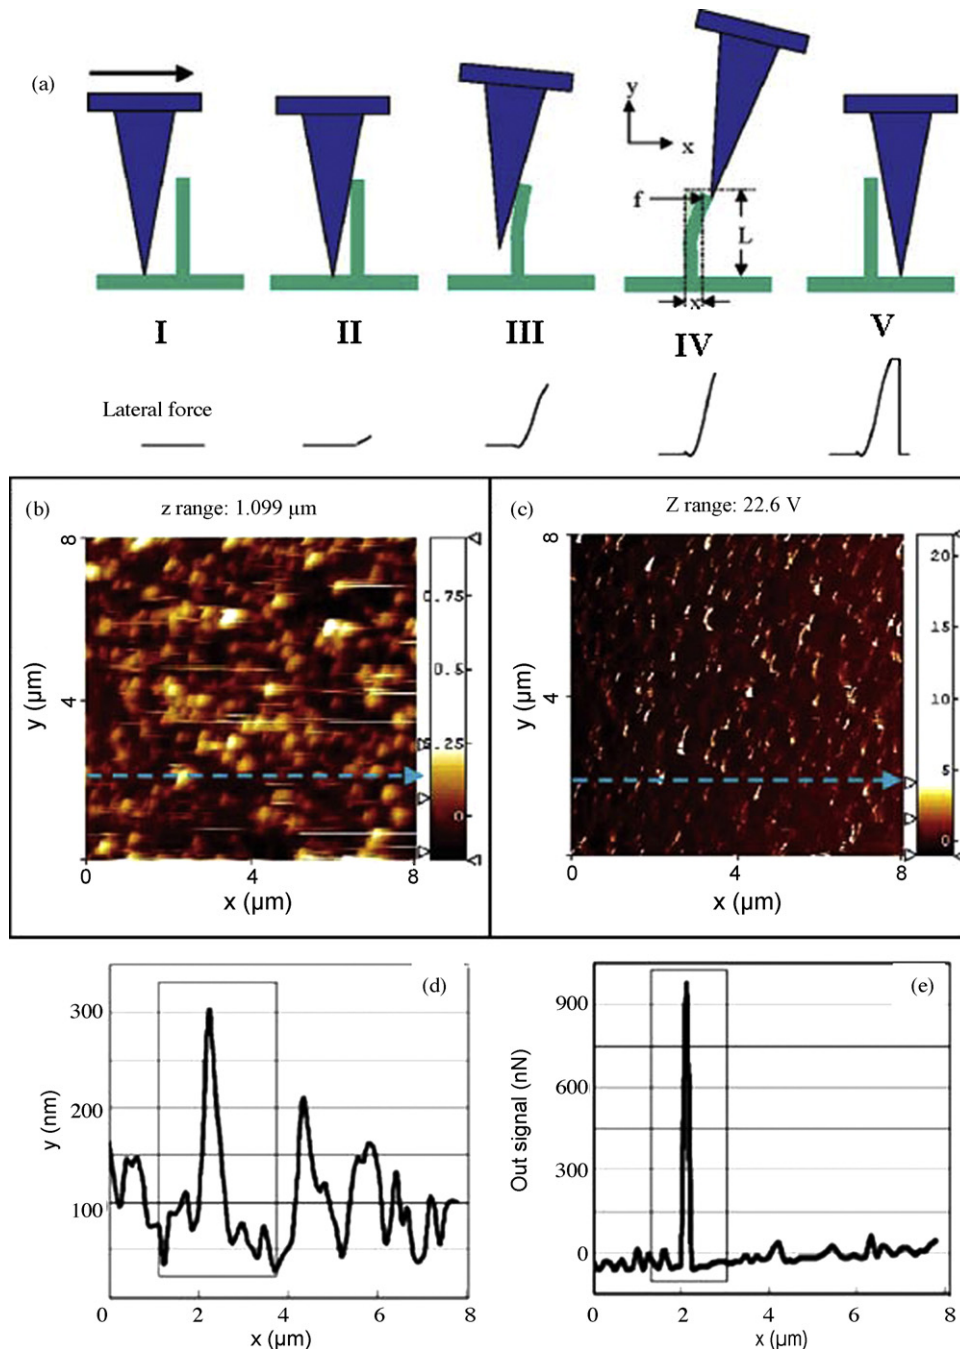 (a)
y
x
f
L
x
I
II
III
IV
V
Lateral force
(b)
z range: 1.099 µm
8
4
0
y (µm)
0
4
8
x (µm)
0.5
0
(c)
Z range: 22.6 V
8
4
0
y (µm)
0
4
8
x (µm)
20
15
10
5
0
(d)
300
200
100
y (nm)
0
2
4
6
8
x (µm)
(e)
900
600
300
0
Out signal (nN)
0
2
4
6
8
x (µm)